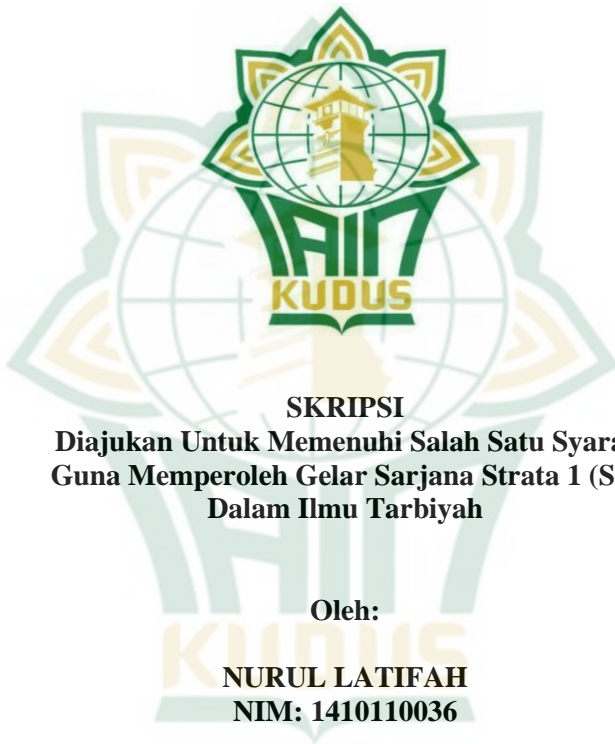 IAIN
KUDUS
SKRIPSI
Diajukan Untuk Memenuhi Salah Satu
Guna Memperoleh Gelar Sarjana Strata 1
Dalam Ilmu Tarbiyah
Oleh:
NURUL LATIFAH
NIM: 1410110036